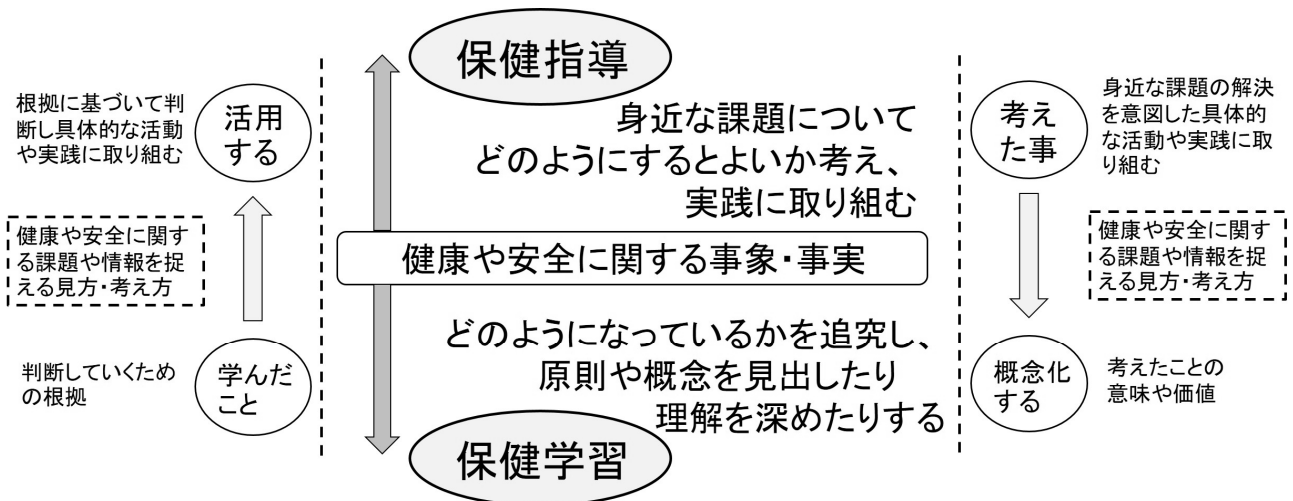 保健指導
根拠に基づいて判
断し具体的な活動
や実践に取り組む
活用
する
健康や安全に関す
る課題や情報を捉
える見方・考え方
判断していくため
の根拠
学んだ
こと
身近な課題について
どのようにするとよいか考え、
実践に取り組む
健康や安全に関する事象・事実
どのようになっているかを追究し、
原則や概念を見出したり
理解を深めたりする
保健学習
考え
た事
身近な課題の解決
を意図した具体的
な活動や実践に取
り組む
健康や安全に関す
る課題や情報を捉
える見方・考え方
概念化
する
考えたことの
意味や価値